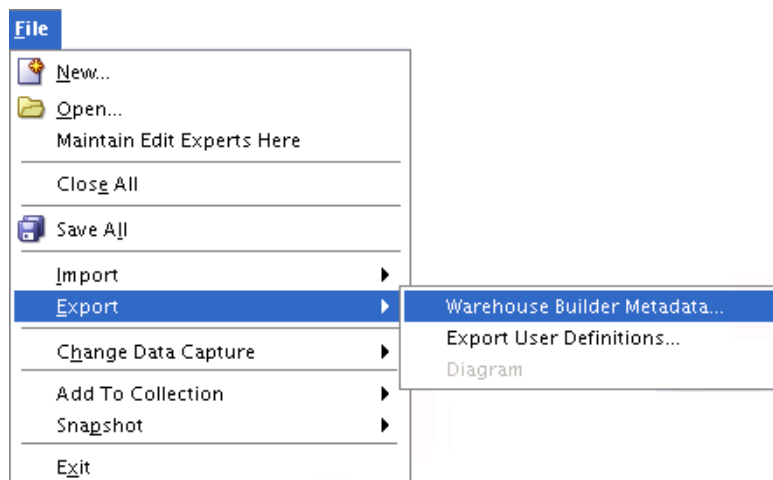 File
New...
Open...
Maintain Edit Experts Here
Close All
Save All
Import
Export
Warehouse Builder Metadata...
Export User Definitions...
Diagram
Change Data Capture
Add To Collection
Snapshot
Exit